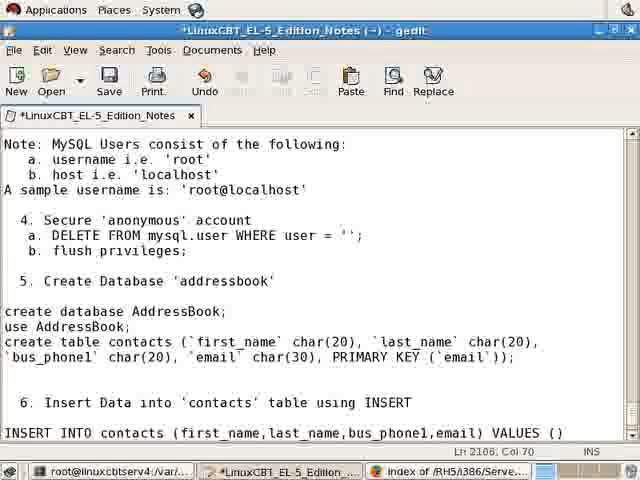 Applications Places System
*LinuxCBT_EL-5_Edition_Notes (~) - gedit
File Edit View Search Tools Documents Help
New Open Save Print Undo Paste Find Replace
*LinuxCBT_EL-5_Edition_Notes
Note: MySQL Users consist of the following:
a. username i.e. 'root'
b. host i.e. 'localhost'
A sample username is: 'root@localhost'
4. Secure 'anonymous' account
a. DELETE FROM mysql.user WHERE user = '';
b. flush privileges;
5. Create Database 'addressbook'
create database AddressBook;
use AddressBook;
create table contacts (`first_name` char(20), `last_name` char(20),
`bus_phone1` char(20), `email` char(30), PRIMARY KEY (`email`));
6. Insert Data into 'contacts' table using INSERT
INSERT INTO contacts (first_name,last_name,bus_phone1,email) VALUES ()
Ln 2106, Col 70 INS
root@linuxcbtserv4:/var/... *LinuxCBT_EL-5_Edition_... Index of /RH5/i386/Serve...